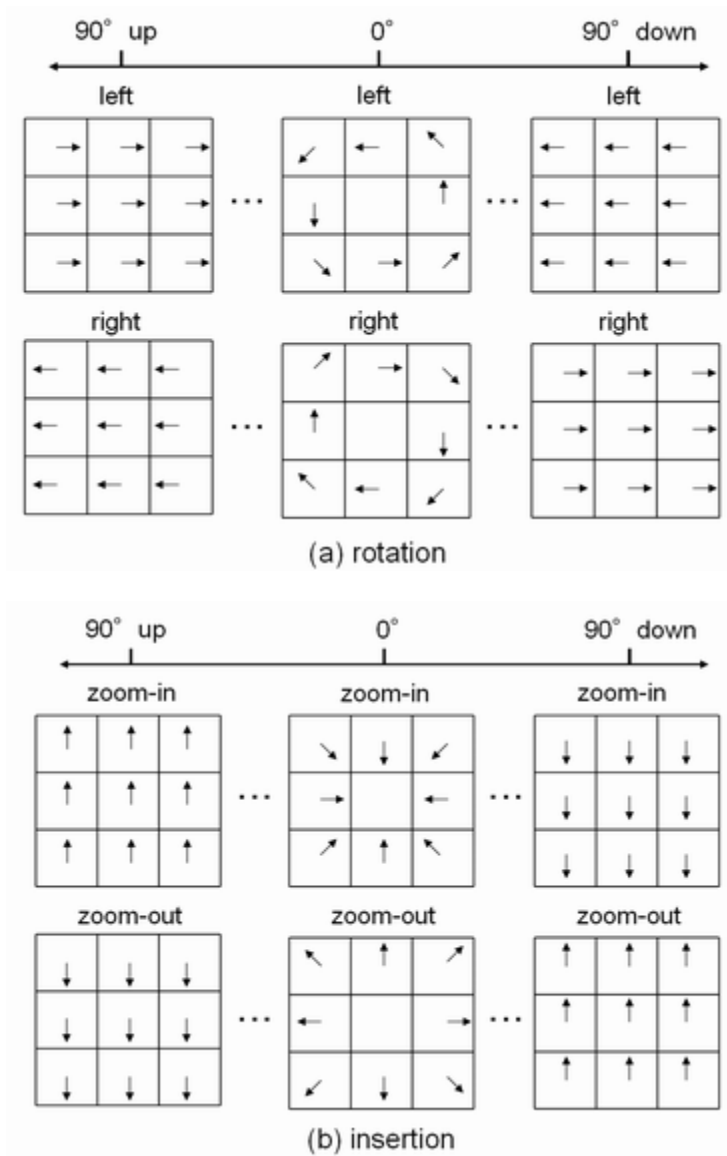 90° up 0° 90° down
left left left
... ...
right right right
... ...
(a) rotation
90° up 0° 90° down
zoom-in zoom-in zoom-in
... ...
zoom-out zoom-out zoom-out
... ...
(b) insertion